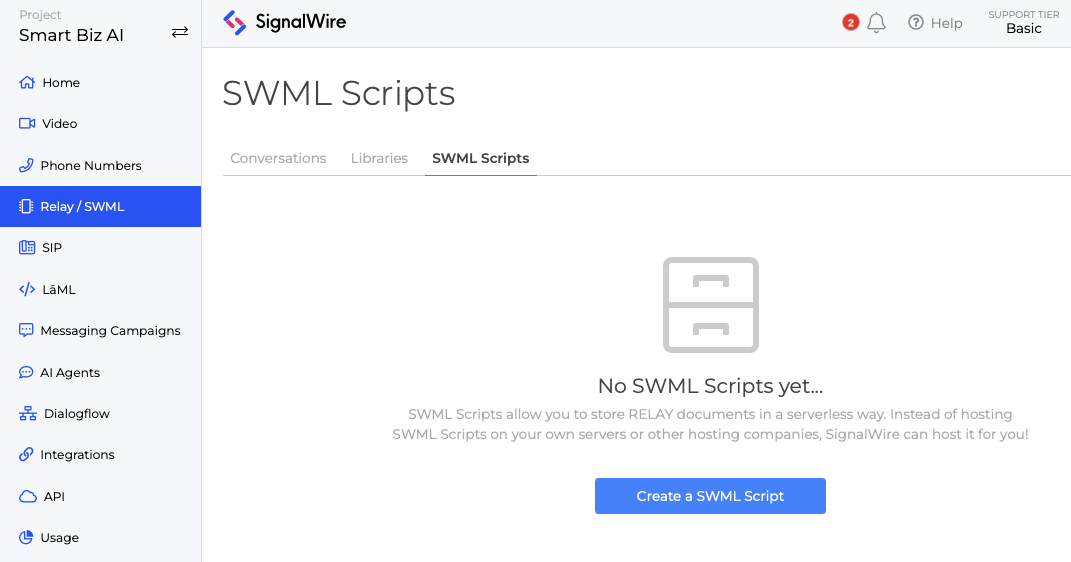 Project
Smart Biz AI
Home
Video
Phone Numbers
Relay / SWML
SIP
LāML
Messaging Campaigns
AI Agents
Dialogflow
Integrations
API
Usage
SignalWire
2
Help
SUPPORT TIER
Basic
SWML Scripts
Conversations
Libraries
SWML Scripts
No SWML Scripts yet...
SWML Scripts allow you to store RELAY documents in a serverless way. Instead of hosting
SWML Scripts on your own servers or other hosting companies, SignalWire can host it for you!
Create a SWML Script